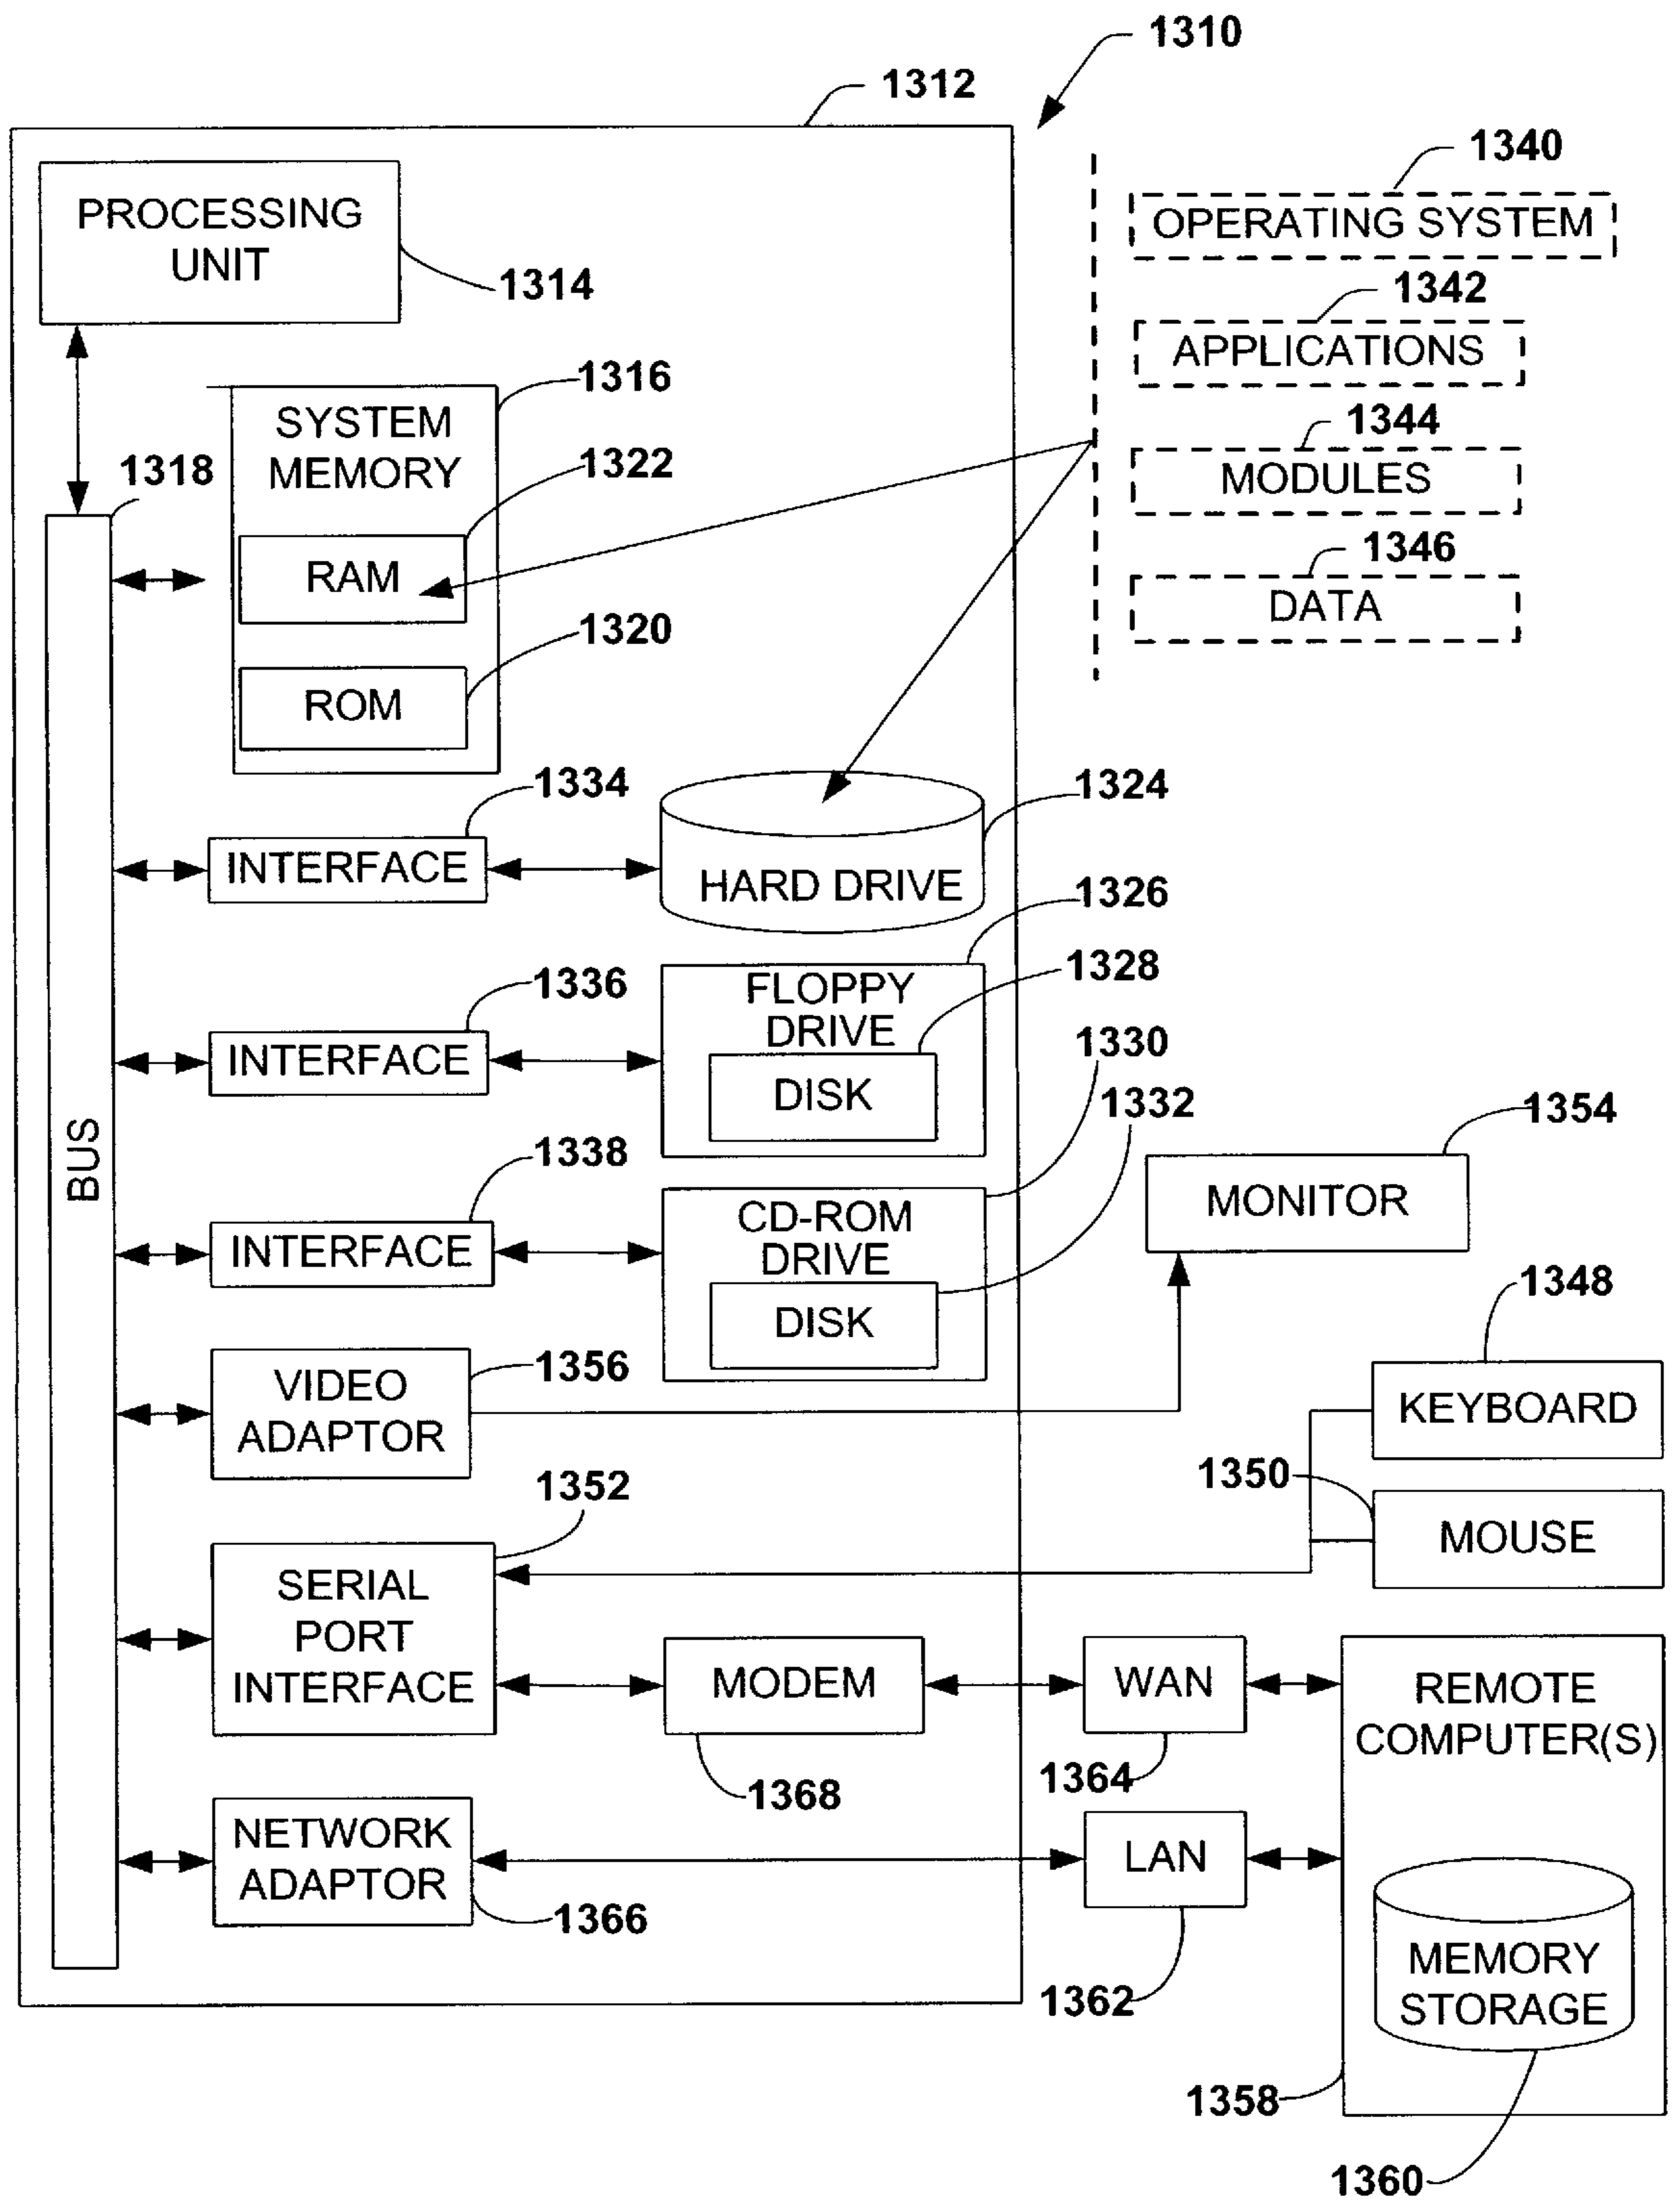 1310
1312
1340
PROCESSING
UNIT
OPERATING SYSTEM
1314
1342
APPLICATIONS
1316
SYSTEM
MEMORY
1344
1318
1322
MODULES
1346
RAM
DATA
1320
ROM
1334
1324
INTERFACE
HARD DRIVE
1326
1336
1328
FLOPPY
DRIVE
1330
INTERFACE
DISK
1332
1354
BUS
1338
MONITOR
CD-ROM
DRIVE
INTERFACE
1348
DISK
1356
VIDEO
ADAPTOR
KEYBOARD
1350
1352
MOUSE
SERIAL
PORT
INTERFACE
MODEM
WAN
REMOTE
COMPUTER(S)
1368
1364
NETWORK
ADAPTOR
LAN
1366
MEMORY
STORAGE
1362
1358
1360